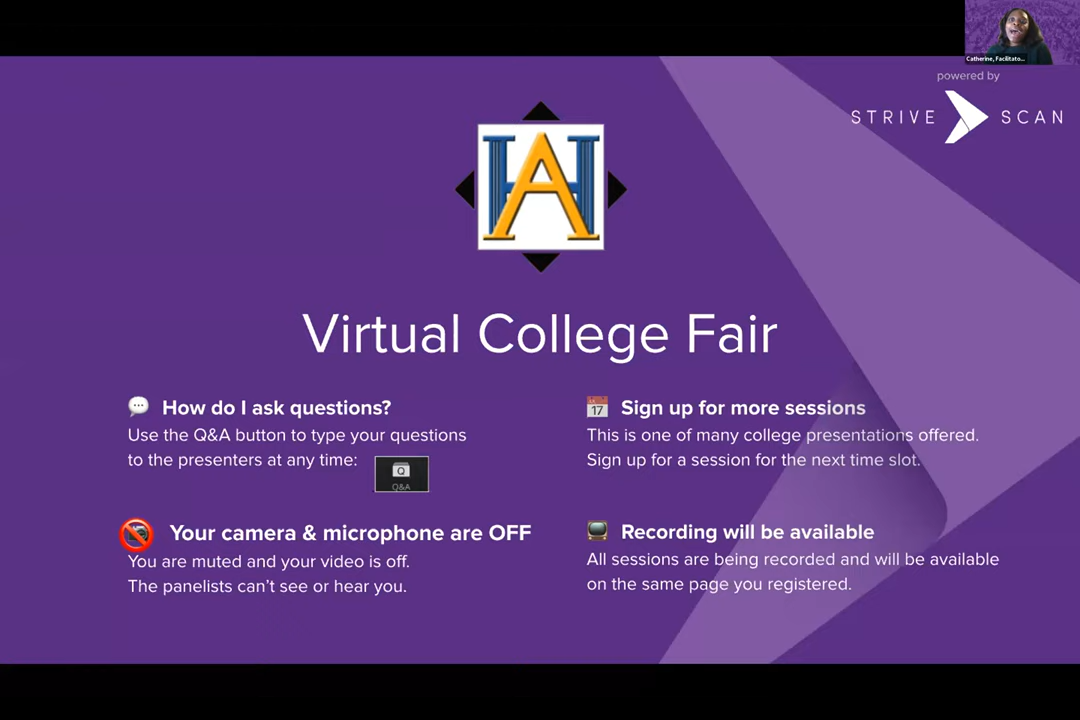 Catherine, Facilitato...
powered by
STRIVE SCAN
HA
Virtual College Fair
How do I ask questions?
Use the Q&A button to type your questions
to the presenters at any time:
Q
Q&A
17
Sign up for more sessions
This is one of many college presentations offered.
Sign up for a session for the next time slot.
Your camera & microphone are OFF
You are muted and your video is off.
The panelists can’t see or hear you.
Recording will be available
All sessions are being recorded and will be available
on the same page you registered.